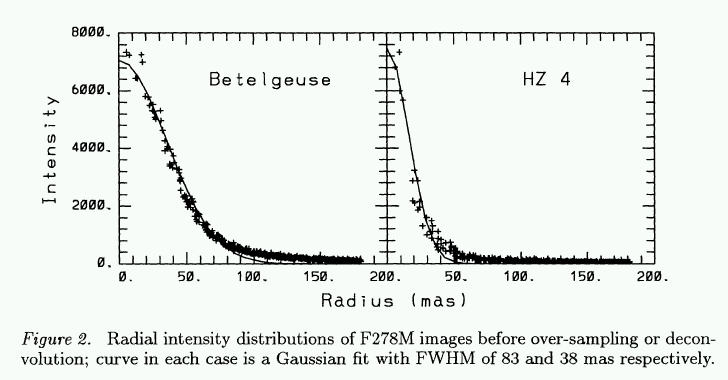 8000.
6000.
4000.
2000.
0.
Intensity
Betelgeuse
HZ 4
0. 50. 100. 150. 200. 50. 100. 150. 200.
Radius (mas)
Figure 2. Radial intensity distributions of F278M images before over-sampling or decon-
volution; curve in each case is a Gaussian fit with FWHM of 83 and 38 mas respectively.